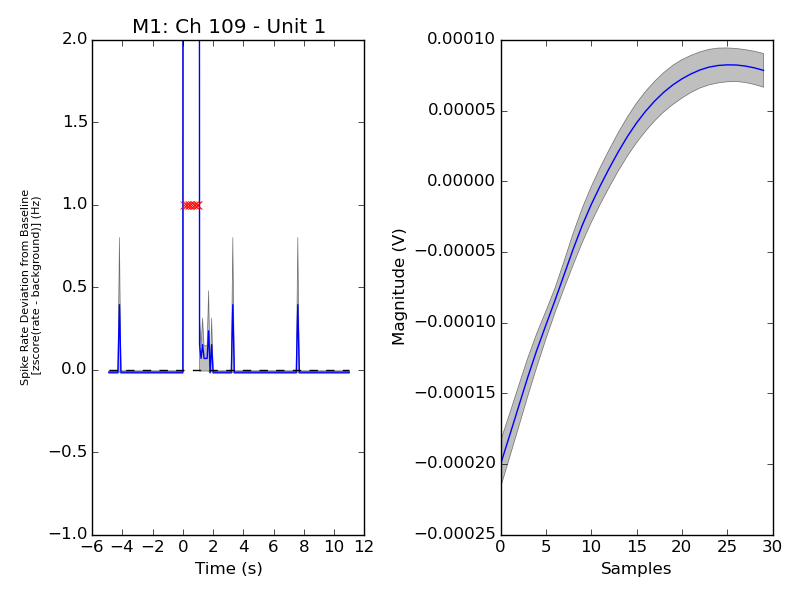 M1: Ch 109 - Unit 1
2.0
1.5
1.0
0.5
0.0
−0.5
−1.0
−6 −4 −2 0 2 4 6 8 10 12
Time (s)
Spike Rate Deviation from Baseline
[zscore(rate - background)] (Hz)
0.00010
0.00005
0.00000
−0.00005
−0.00010
−0.00015
−0.00020
−0.00025
0 5 10 15 20 25 30
Samples
Magnitude (V)